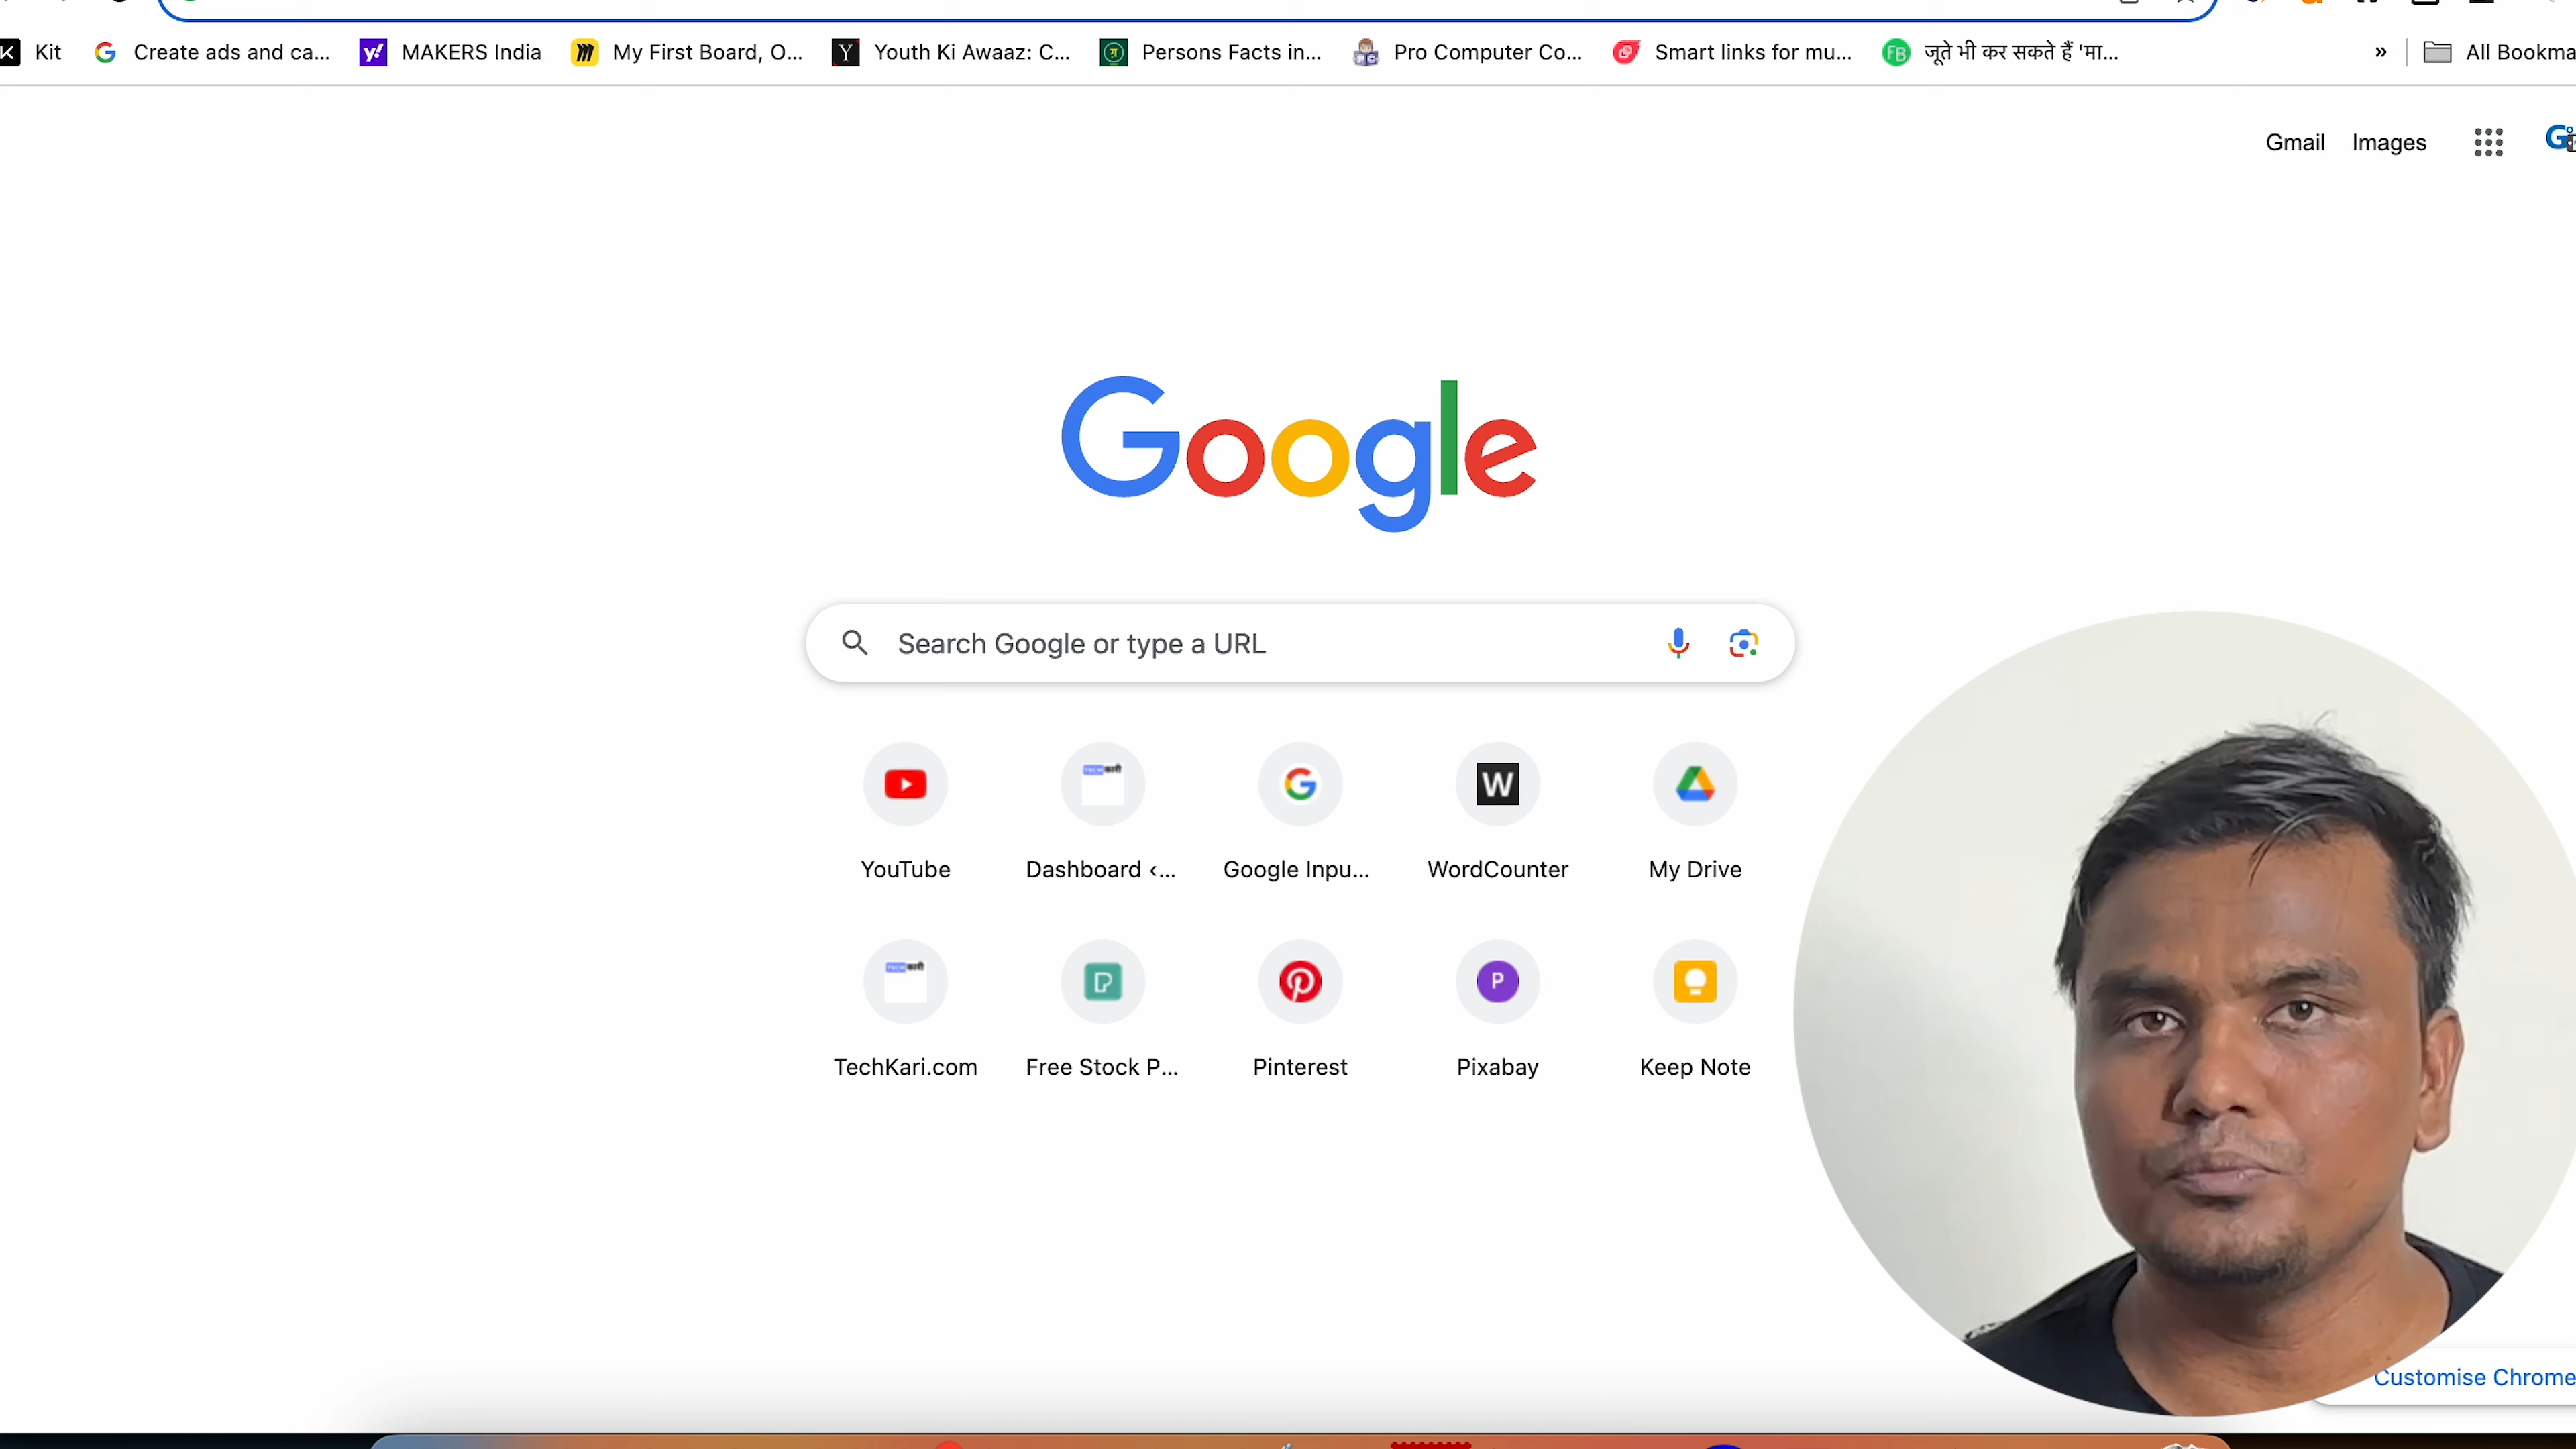 Kit Create ads and ca... MAKERS India My First Board, O... Youth Ki Awaaz: C... Persons Facts in... Pro Computer Co... Smart links for mu... जूते भी कर सकते हैं 'मा... » All Bookma
Gmail Images
Google
Search Google or type a URL
YouTube Dashboard ‹... Google Inpu... WordCounter My Drive
TechKari.com Free Stock P... Pinterest Pixabay Keep Note
Customise Chrome